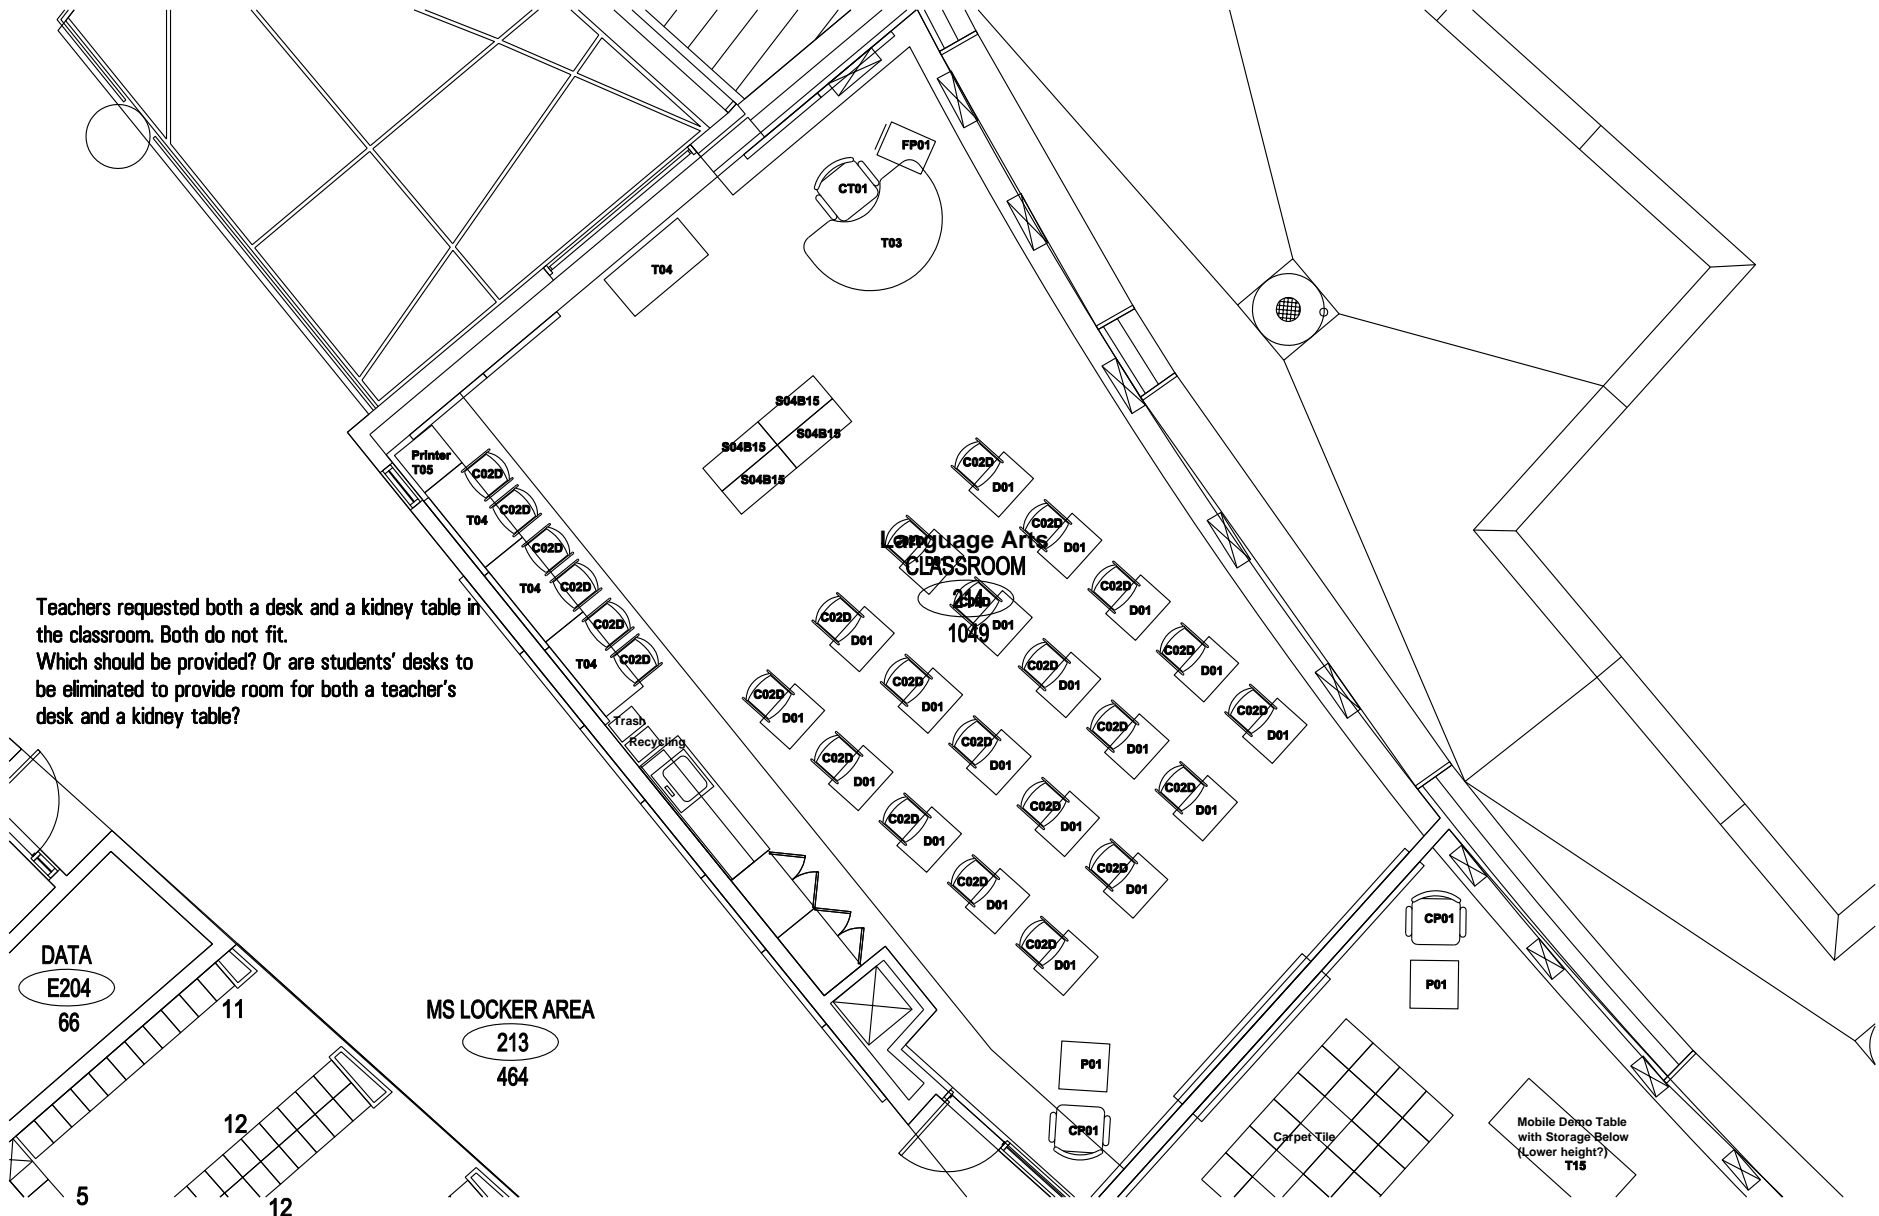 FP01
CT01
T03
T04
S04B15
S04B15
S04B15
S04B15
Printer
T05
C02D
C02D
T04
C02D
C02D
T04
C02D
C02D
T04
Trash
Recycling
C02D
D01
C02D
D01
C02D
D01
C02D
D01
C02D
D01
Language Arts
CLASSROOM
214
1049
C02D
D01
C02D
D01
C02D
D01
C02D
D01
C02D
D01
C02D
D01
C02D
D01
C02D
D01
C02D
D01
C02D
D01
C02D
D01
C02D
D01
C02D
D01
C02D
D01
C02D
D01
Teachers requested both a desk and a kidney table in
the classroom. Both do not fit.
Which should be provided? Or are students' desks to
be eliminated to provide room for both a teacher's
desk and a kidney table?
DATA
E204
66
11
MS LOCKER AREA
213
464
12
5
12
P01
CP01
CP01
P01
Carpet Tile
Mobile Demo Table
with Storage Below
(Lower height?)
T15